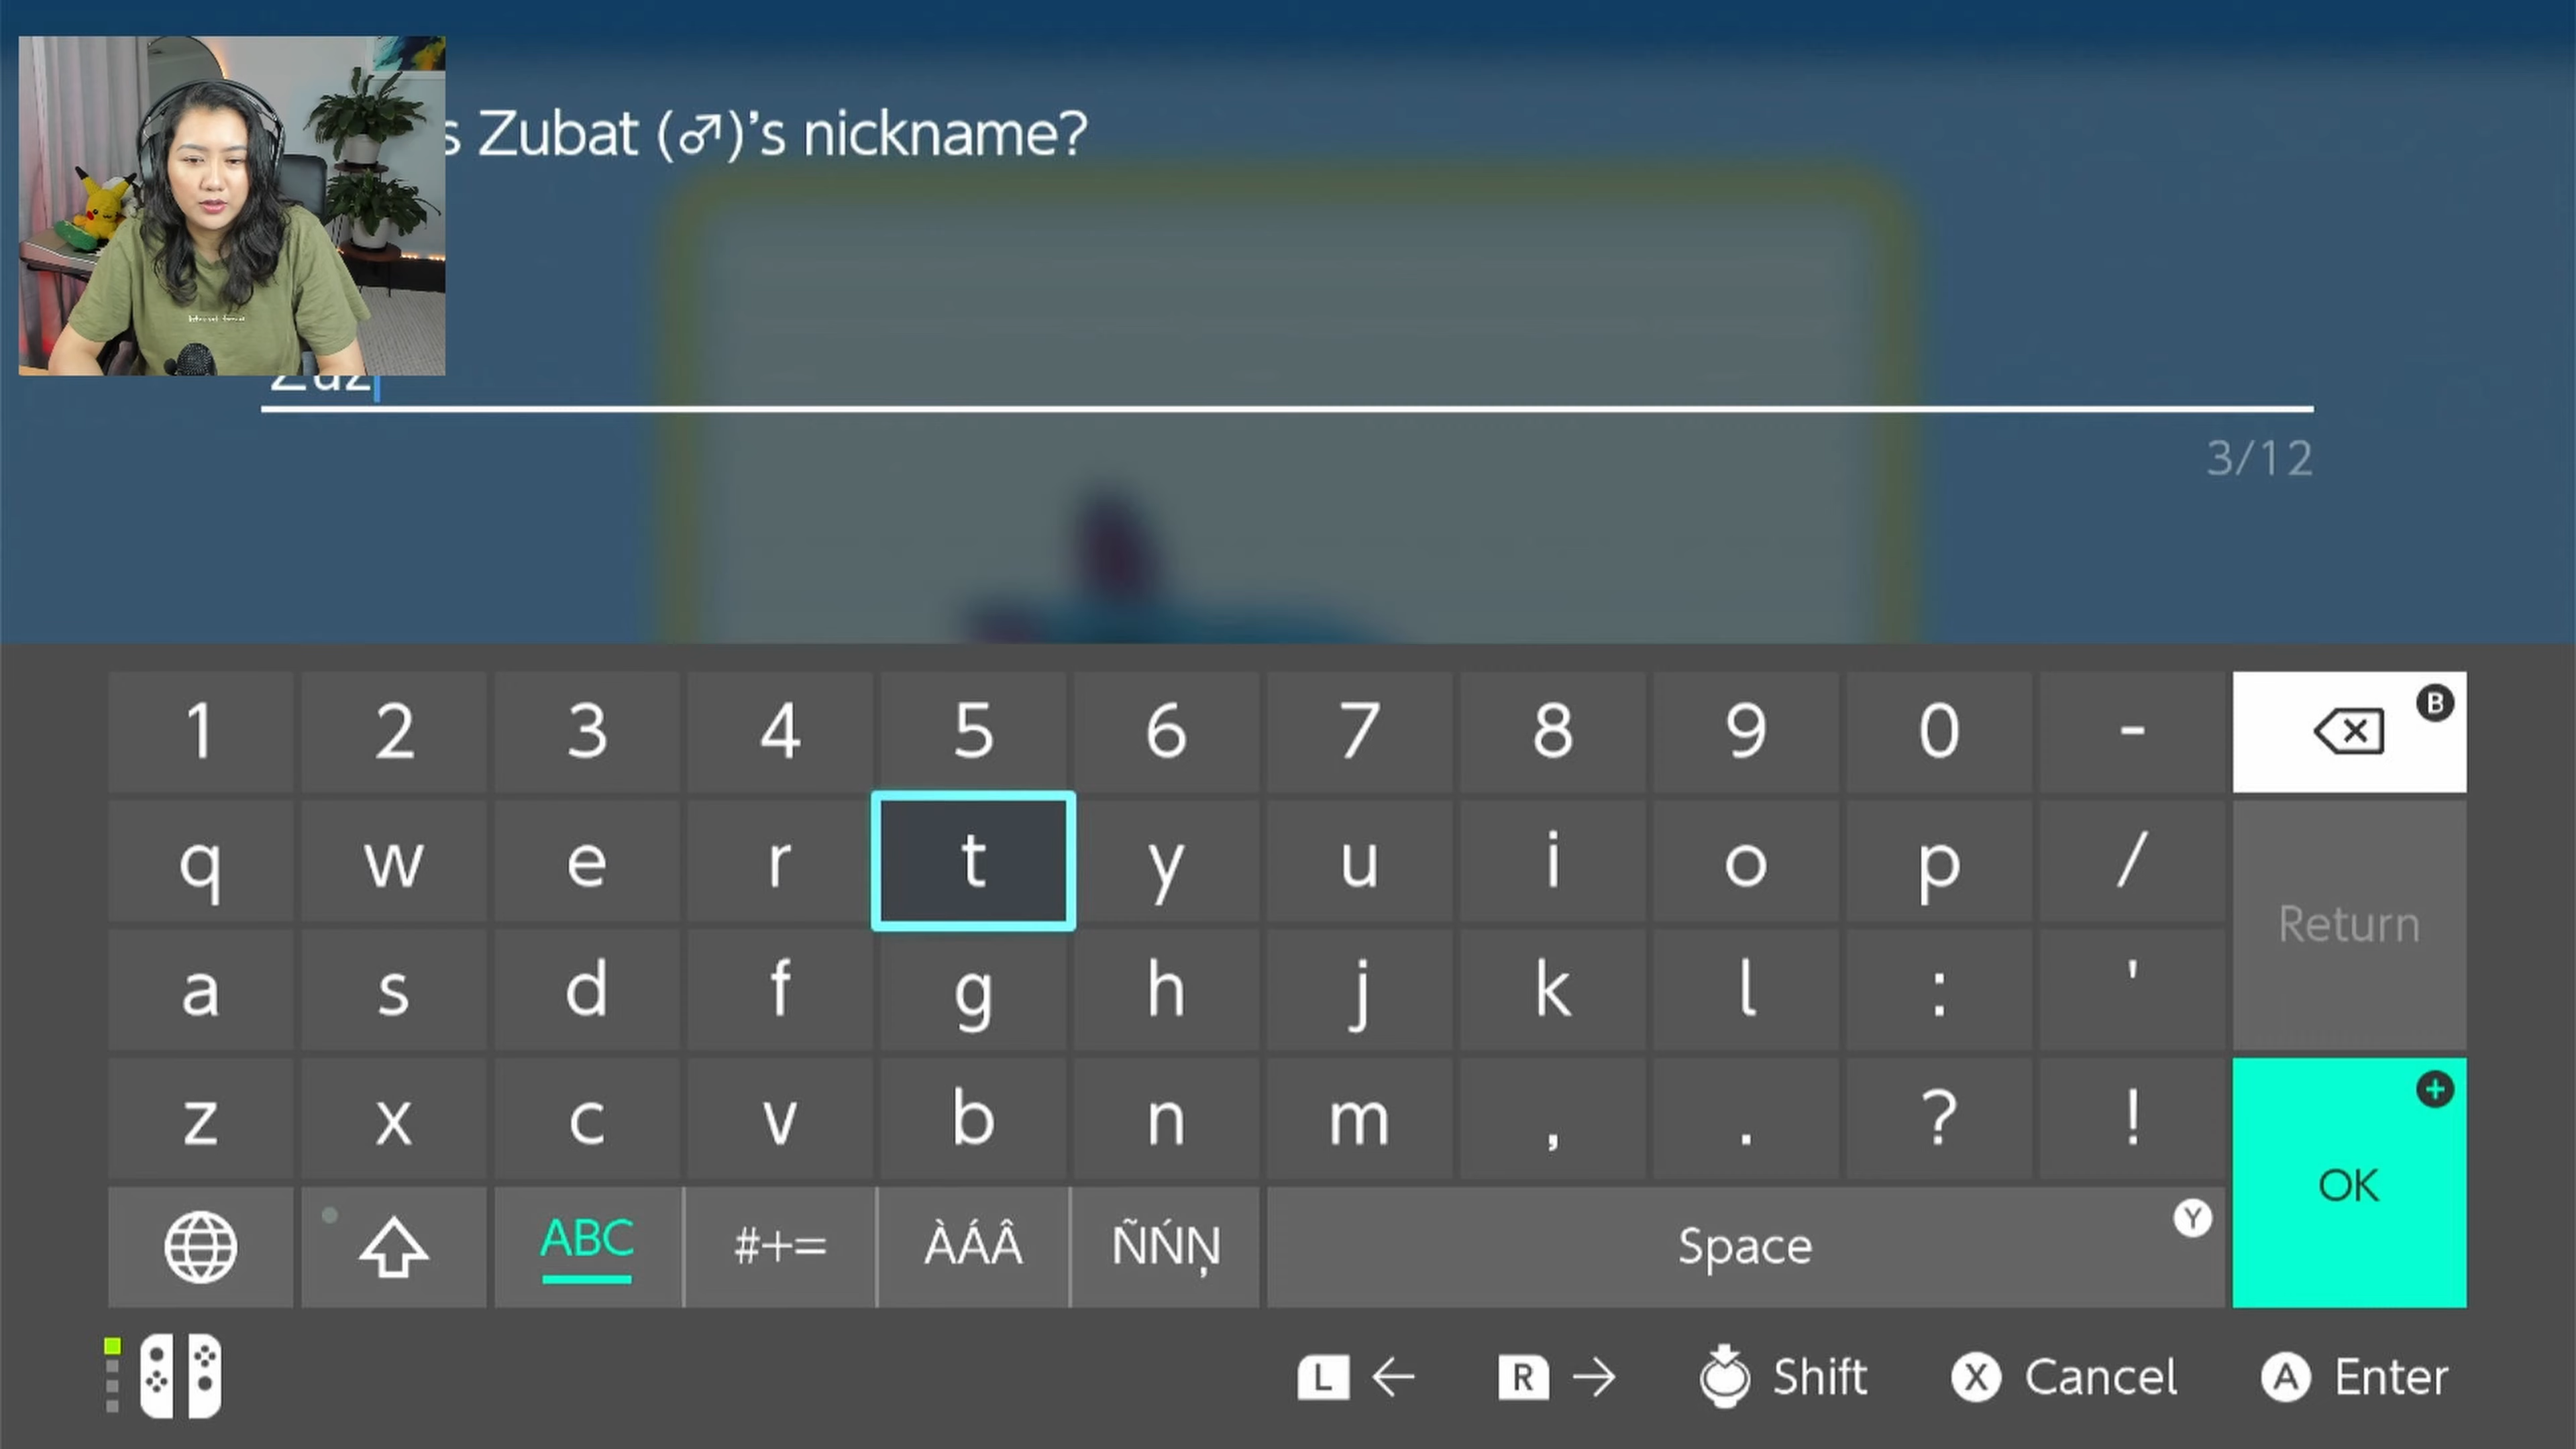 s Zubat (♂)’s nickname?
Zuz
3/12
1 2 3 4 5 6 7 8 9 0 - B
q w e r t y u i o p /
Return
a s d f g h j k l : '
z x c v b n m , . ? ! +
OK
ABC #+= ÀÁÂ ÑŃŅ Space Y
L ← R → Shift X Cancel A Enter